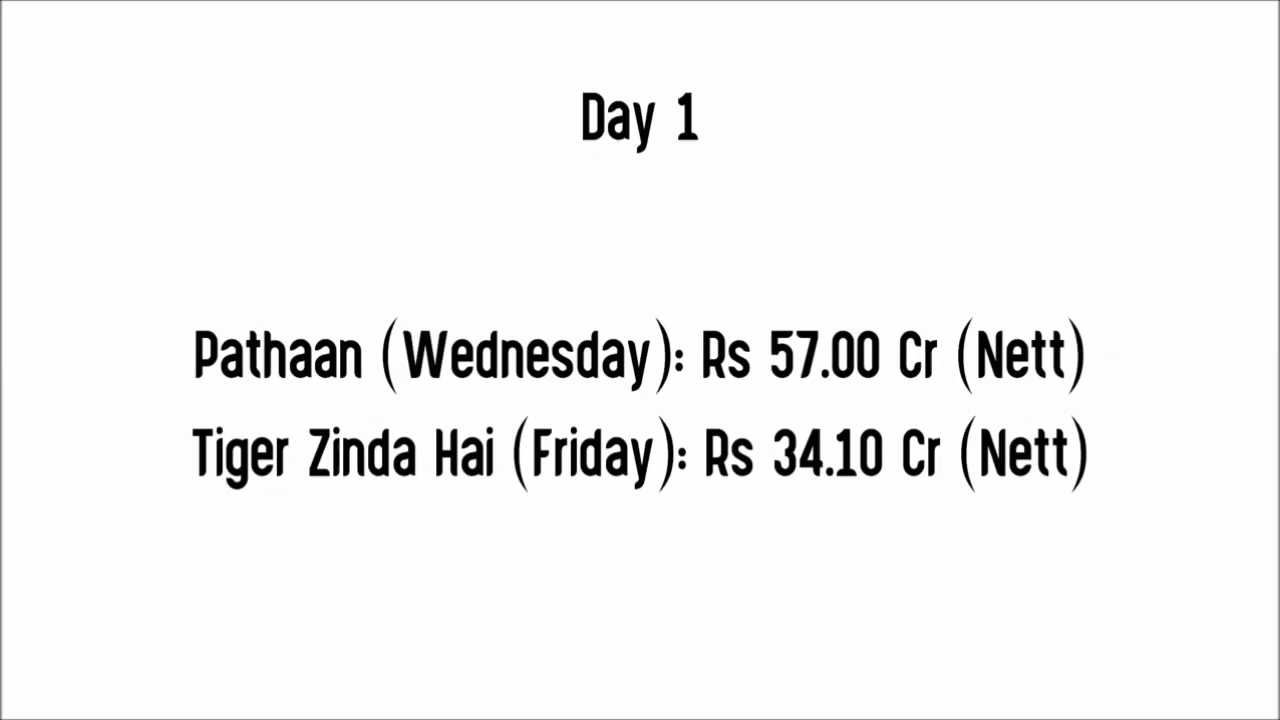 Day 1
Pathaan (Wednesday): Rs 57.00 Cr (Nett)
Tiger Zinda Hai (Friday): Rs 34.10 Cr (Nett)